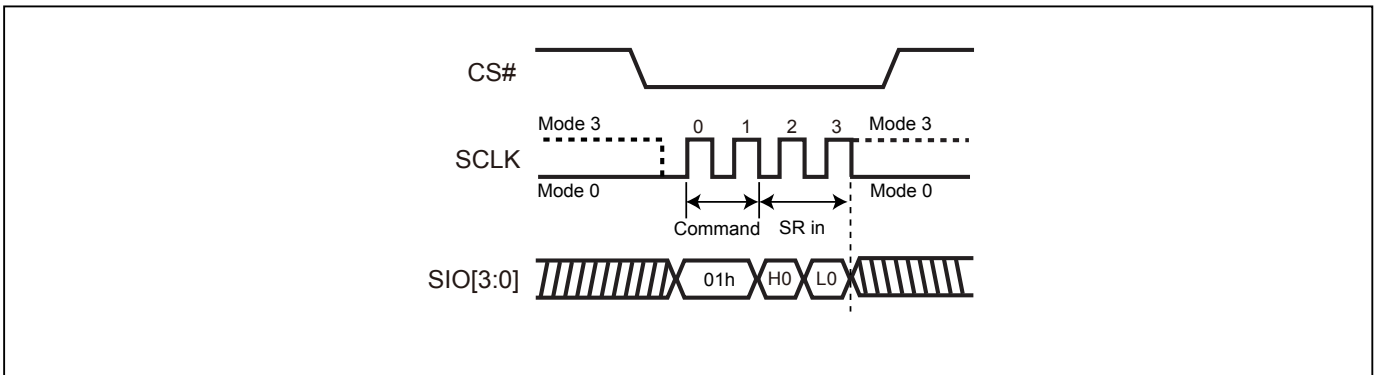 CS#
Mode 3 0 1 2 3 Mode 3
SCLK
Mode 0 Mode 0
Command SR in
SIO[3:0] 01h H0 L0